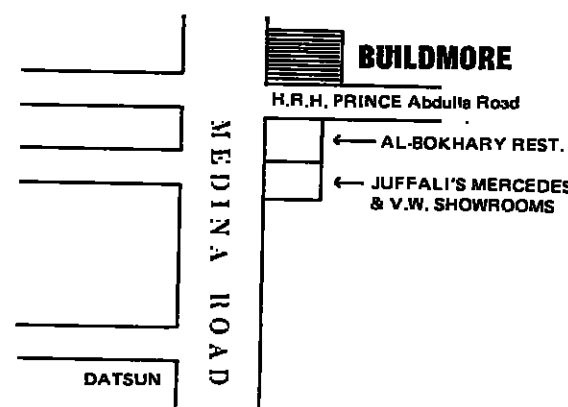 BUILDMORE
H.R.H. PRINCE Abdulla Road
AL-BOKHARY REST.
JUFFALI'S MERCEDES
& V.W. SHOWROOMS
MEDINA ROAD
DATSUN